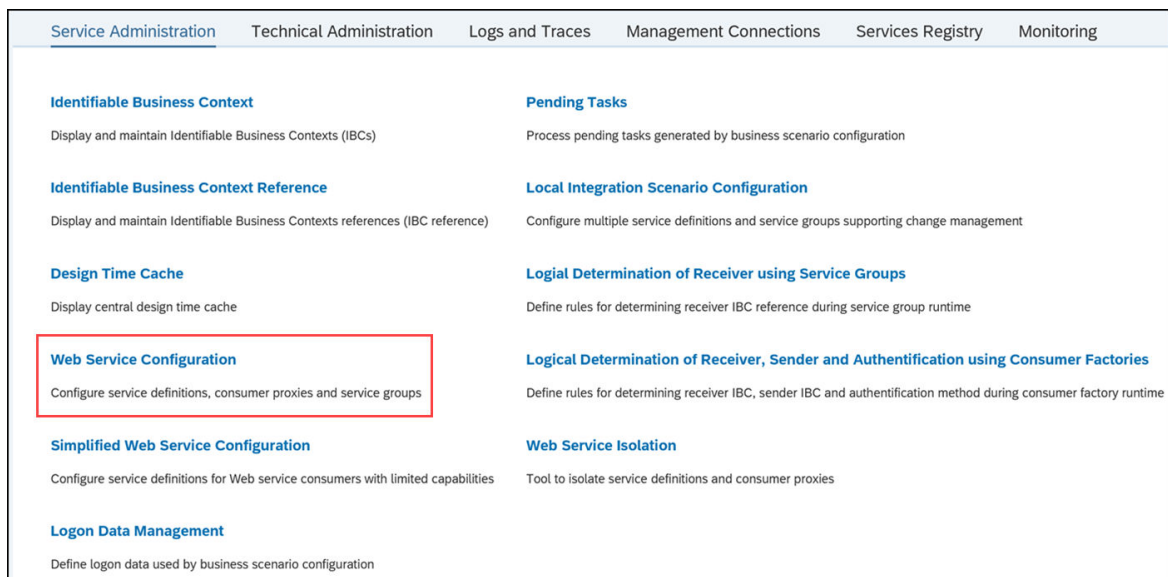 Service Administration Technical Administration Logs and Traces Management Connections Services Registry Monitoring
Identifiable Business Context
Display and maintain Identifiable Business Contexts (IBCs)
Identifiable Business Context Reference
Display and maintain Identifiable Business Contexts references (IBC reference)
Design Time Cache
Display central design time cache
Web Service Configuration
Configure service definitions, consumer proxies and service groups
Simplified Web Service Configuration
Configure service definitions for Web service consumers with limited capabilities
Logon Data Management
Define logon data used by business scenario configuration
Pending Tasks
Process pending tasks generated by business scenario configuration
Local Integration Scenario Configuration
Configure multiple service definitions and service groups supporting change management
Logial Determination of Receiver using Service Groups
Define rules for determining receiver IBC reference during service group runtime
Logical Determination of Receiver, Sender and Authentification using Consumer Factories
Define rules for determining receiver IBC, sender IBC and authentification method during consumer factory runtime
Web Service Isolation
Tool to isolate service definitions and consumer proxies